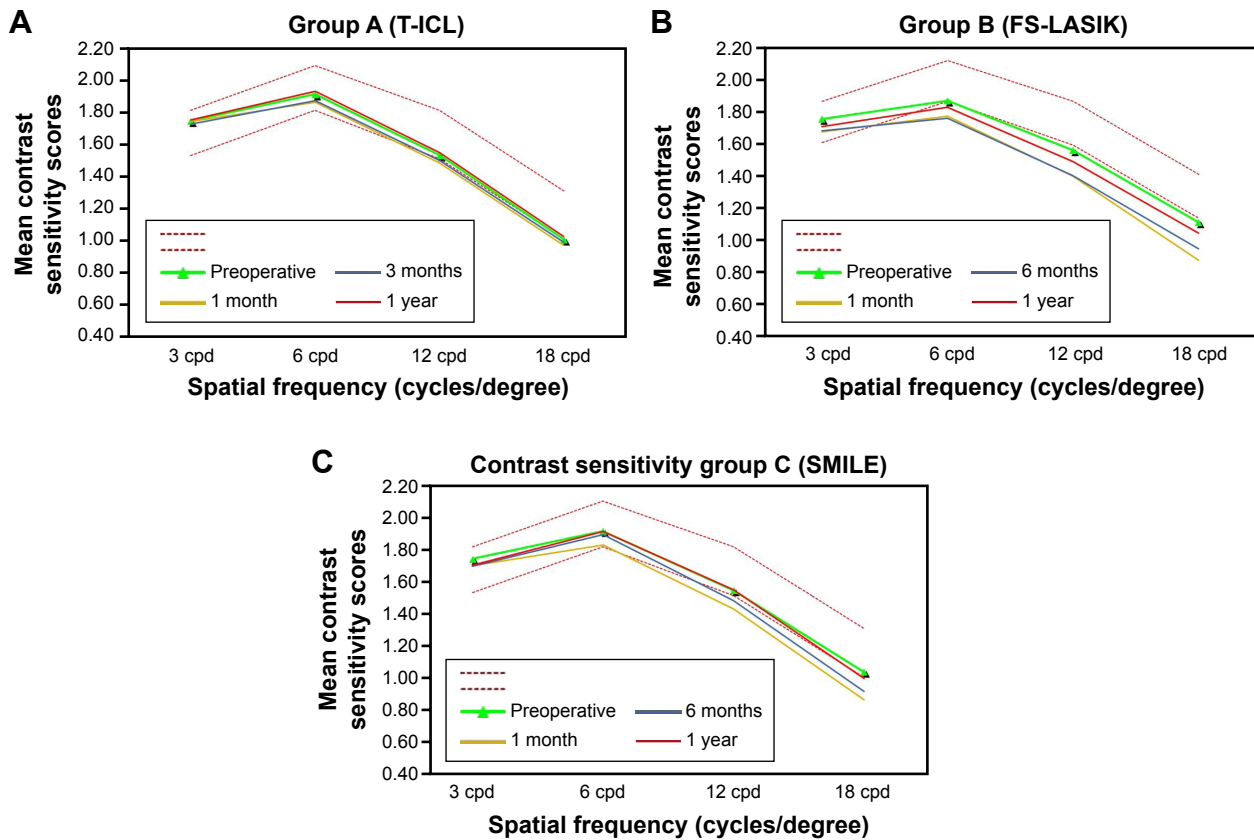 A
Group A (T-ICL)
Mean contrast
sensitivity scores
2.20
2.00
1.80
1.60
1.40
1.20
1.00
0.80
0.60
0.40
Preoperative
3 months
1 month
1 year
3 cpd
6 cpd
12 cpd
18 cpd
Spatial frequency (cycles/degree)
B
Group B (FS-LASIK)
Mean contrast
sensitivity scores
2.20
2.00
1.80
1.60
1.40
1.20
1.00
0.80
0.60
0.40
Preoperative
6 months
1 month
1 year
3 cpd
6 cpd
12 cpd
18 cpd
Spatial frequency (cycles/degree)
C
Contrast sensitivity group C (SMILE)
Mean contrast
sensitivity scores
2.20
2.00
1.80
1.60
1.40
1.20
1.00
0.80
0.60
0.40
Preoperative
6 months
1 month
1 year
3 cpd
6 cpd
12 cpd
18 cpd
Spatial frequency (cycles/degree)